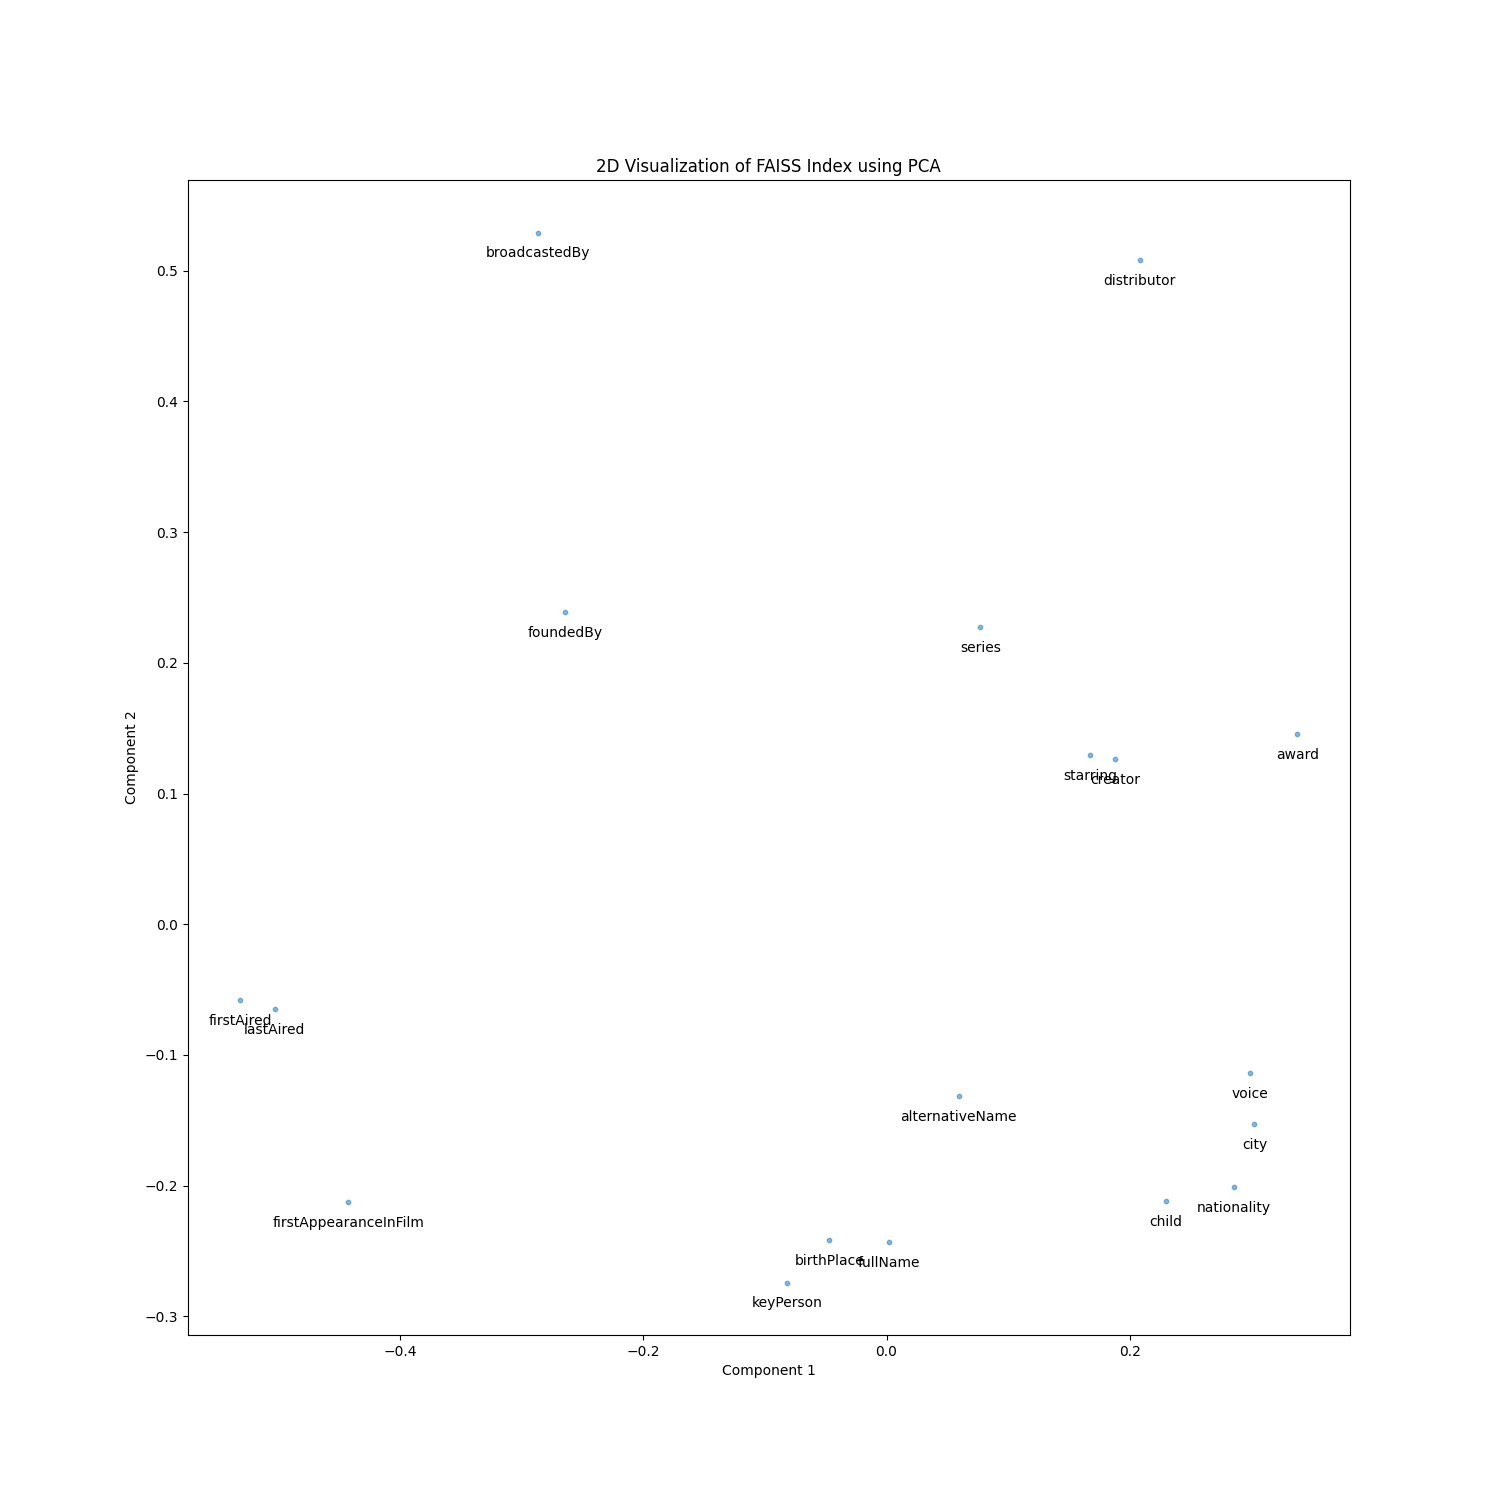 2D Visualization of FAISS Index using PCA
broadcastedBy
distributor
0.5
0.4
0.3
foundedBy
series
0.2
award
starring
creator
0.1
Component 2
0.0
firstAired
lastAired
−0.1
voice
alternativeName
city
−0.2
nationality
child
firstAppearanceInFilm
birthPlace
fullName
keyPerson
−0.3
−0.4
−0.2
0.0
0.2
Component 1